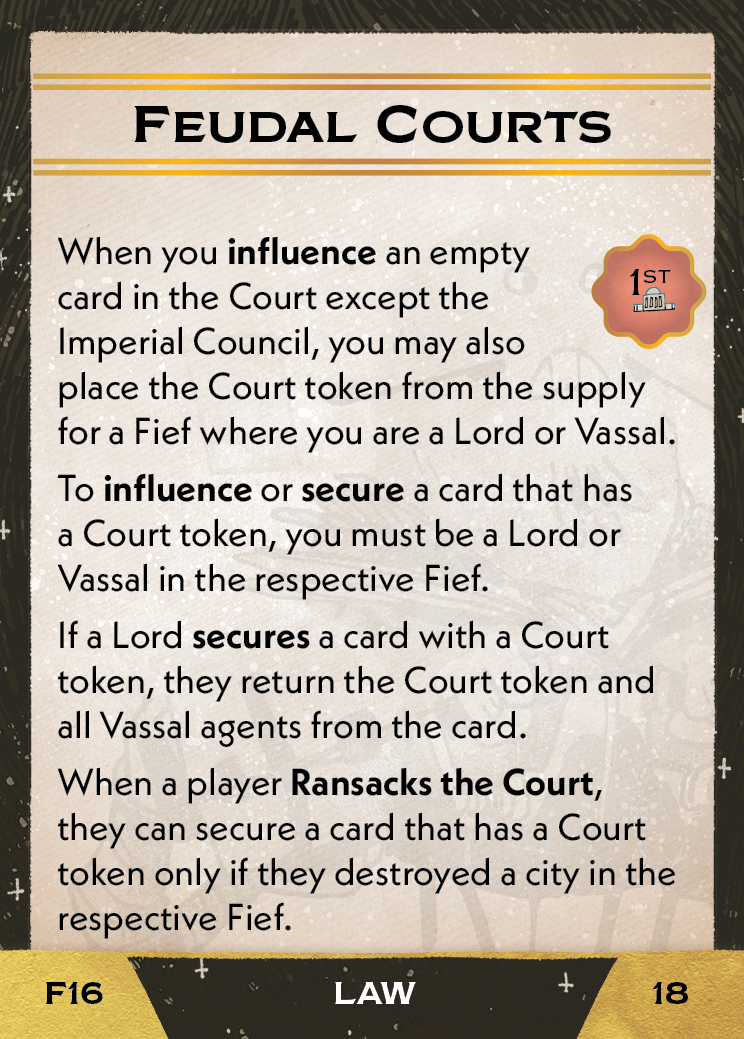 FEUDAL COURTS
When you influence an empty
card in the Court except the
Imperial Council, you may also
place the Court token from the supply
for a Fief where you are a Lord or Vassal.
1ST
To influence or secure a card that has
a Court token, you must be a Lord or
Vassal in the respective Fief.
If a Lord secures a card with a Court
token, they return the Court token and
all Vassal agents from the card.
When a player Ransacks the Court,
they can secure a card that has a Court
token only if they destroyed a city in the
respective Fief.
F16
LAW
18